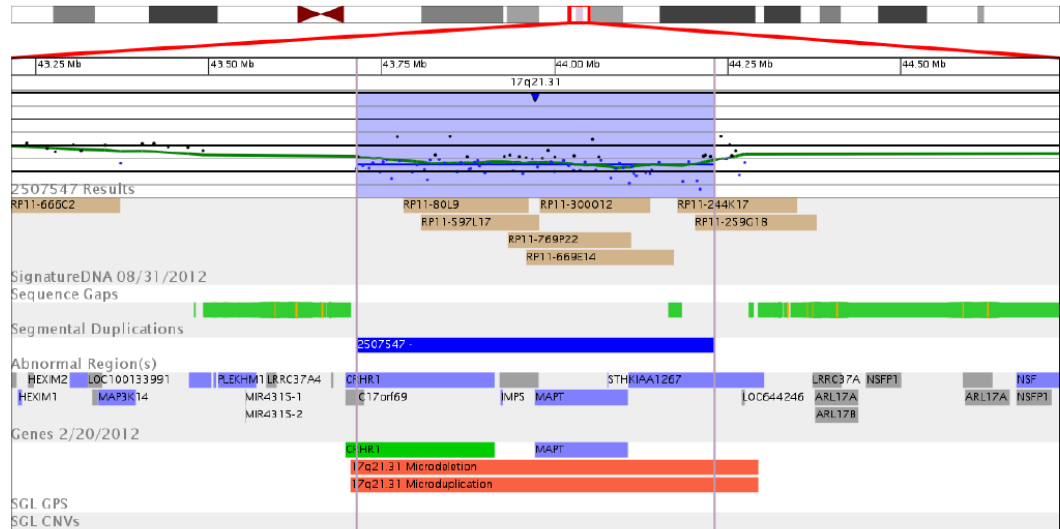 43.25 Mb 43.50 Mb 43.75 Mb 44.00 Mb 44.25 Mb 44.50 Mb
17q21.31
2507547 Results
RP11-666C2 RP11-80L9 RP11-300O12 RP11-244K17
RP11-597L17 RP11-259G18
RP11-769P22
RP11-669E14
SignatureDNA 08/31/2012
Sequence Gaps
Segmental Duplications
2507547 -
Abnormal Region(s)
HEXIM2 LOC100133991 PLEKHM1 LRRC37A4 CRHR1 STH KIAA1267 LRRC37A NSFP1 NSF
HEXIM1 MAP3K14 MIR4315-1 C17orf69 IMP5 MAPT LOC644246 ARL17A ARL17A NSFP1
MIR4315-2 ARL17B
Genes 2/20/2012
CRHR1 MAPT
17q21.31 Microdeletion
17q21.31 Microduplication
SGL GPS
SGL CNVs